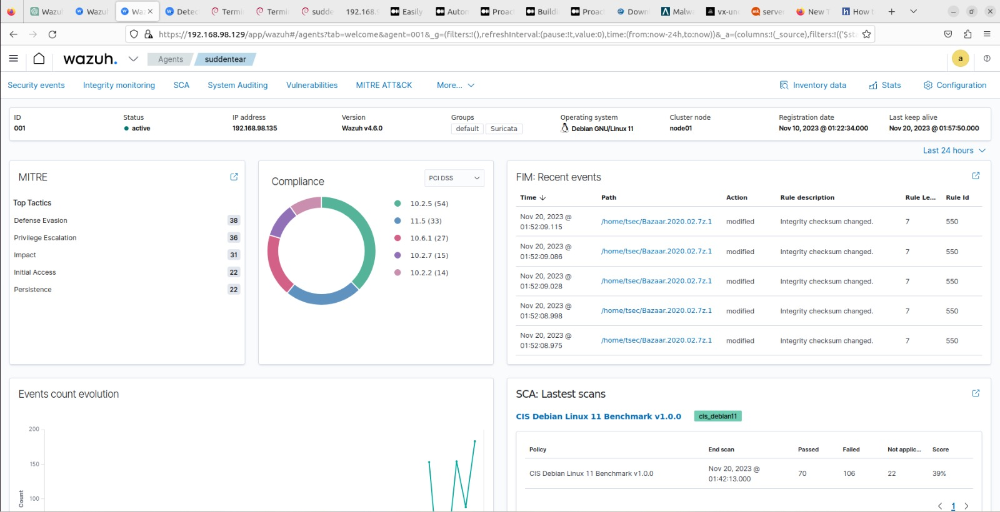 Wazuh
Wazuh
Waz
Detec
Termi
Termi
sudde
192.168.9
Easily
Auton
Proac
Buildi
Proac
Down
Malw
vx-un
server
New T
How t
https://192.168.98.129/app/wazuh#/agents?tab=welcome&agent=001&_g=(filters:!(),refreshInterval:(pause:!t,value:0),time:(from:now-24h,to:now))&_a=(columns:!(_source),filters:!(('$st
wazuh.
Agents
suddentear
a
Security events
Integrity monitoring
SCA
System Auditing
Vulnerabilities
MITRE ATT&CK
More...
Inventory data
Stats
Configuration
ID
001
Status
active
IP address
192.168.98.135
Version
Wazuh v4.6.0
Groups
default
Suricata
Operating system
Debian GNU/Linux 11
Cluster node
node01
Registration date
Nov 10, 2023 @ 01:22:34.000
Last keep alive
Nov 20, 2023 @ 01:57:50.000
Last 24 hours
MITRE
Top Tactics
Defense Evasion 38
Privilege Escalation 36
Impact 31
Initial Access 22
Persistence 22
Compliance
PCI DSS
10.2.5 (54)
11.5 (33)
10.6.1 (27)
10.2.7 (15)
10.2.2 (14)
FIM: Recent events
Time Path Action Rule description Rule Le... Rule Id
Nov 20, 2023 @
01:52:09.115
/home/tsec/Bazaar.2020.02.7z.1 modified Integrity checksum changed. 7 550
Nov 20, 2023 @
01:52:09.086
/home/tsec/Bazaar.2020.02.7z.1 modified Integrity checksum changed. 7 550
Nov 20, 2023 @
01:52:09.028
/home/tsec/Bazaar.2020.02.7z.1 modified Integrity checksum changed. 7 550
Nov 20, 2023 @
01:52:08.998
/home/tsec/Bazaar.2020.02.7z.1 modified Integrity checksum changed. 7 550
Nov 20, 2023 @
01:52:08.975
/home/tsec/Bazaar.2020.02.7z.1 modified Integrity checksum changed. 7 550
Events count evolution
200
150
100
Count
SCA: Lastest scans
CIS Debian Linux 11 Benchmark v1.0.0
cis_debian11
Policy End scan Passed Failed Not applic... Score
CIS Debian Linux 11 Benchmark v1.0.0
Nov 20, 2023 @
01:42:13.000
70 106 22 39%
1